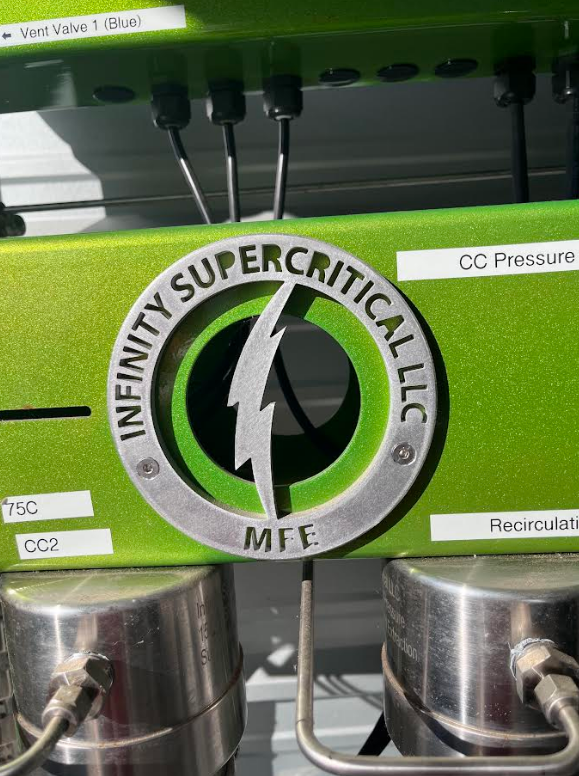 ← Vent Valve 1 (Blue)
CC Pressure
INFINITY SUPERCRITICAL LLC
MFE
75C
CC2
Recirculati